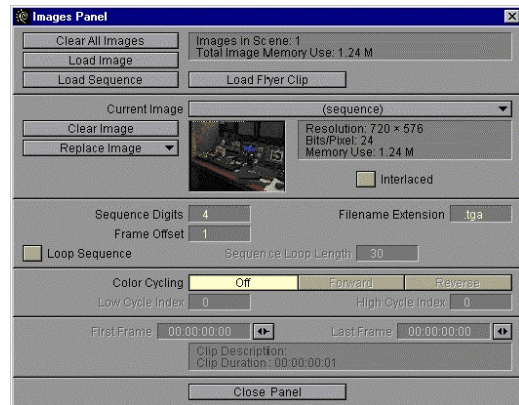 Images Panel
Clear All Images
Images in Scene: 1
Total Image Memory Use: 1.24 M
Load Image
Load Sequence
Load Flyer Clip
Current Image
(sequence)
Clear Image
Replace Image
Resolution: 720 × 576
Bits/Pixel: 24
Memory Use: 1.24 M
Interlaced
Sequence Digits 4
Filename Extension .tga
Frame Offset 1
Loop Sequence
Sequence Loop Length 30
Color Cycling
Off
Forward
Reverse
Low Cycle Index 0
High Cycle Index 0
First Frame 00:00:00:00
Last Frame 00:00:00:00
Clip Description:
Clip Duration: 00:00:00:01
Close Panel